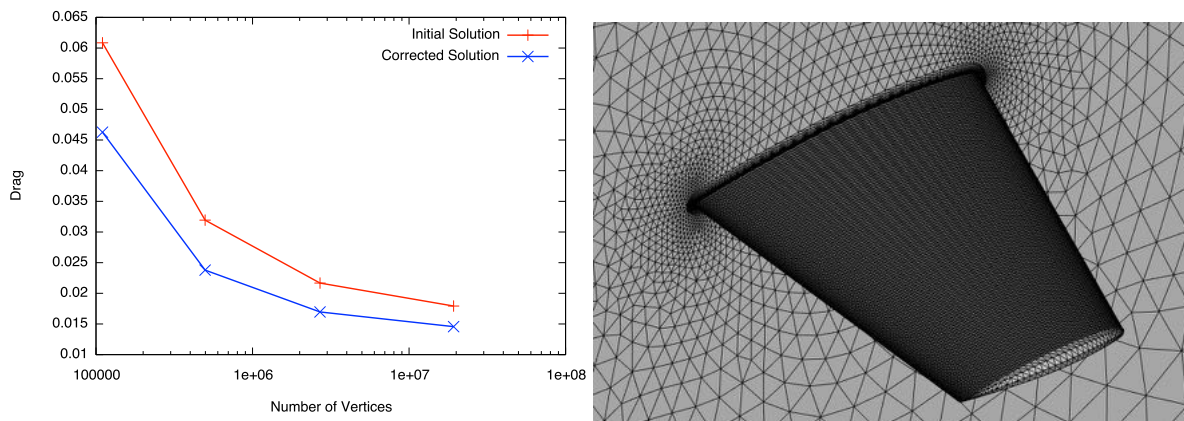 0.065
0.06
0.055
0.05
0.045
0.04
0.035
0.03
0.025
0.02
0.015
0.01
Drag
Initial Solution
Corrected Solution
100000
1e+06
1e+07
1e+08
Number of Vertices